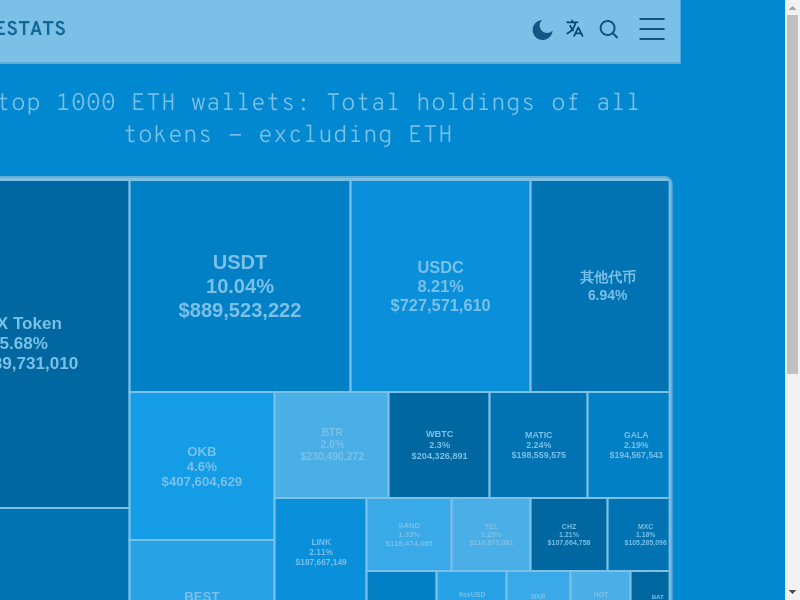 ESTATS
top 1000 ETH wallets: Total holdings of all
tokens – excluding ETH
X Token
5.68%
39,731,010
USDT
10.04%
$889,523,222
USDC
8.21%
$727,571,610
其他代币
6.94%
OKB
4.6%
$407,604,629
BTR
2.6%
$230,490,272
WBTC
2.3%
$204,326,891
MATIC
2.24%
$198,559,575
GALA
2.19%
$194,567,543
LINK
2.11%
$187,667,149
SAND
1.33%
$118,474,465
TEL
1.25%
CHZ
1.21%
$107,664,758
MXC
1.18%
$105,285,096
BEST
flexUSD
MKR
HOT
BAT